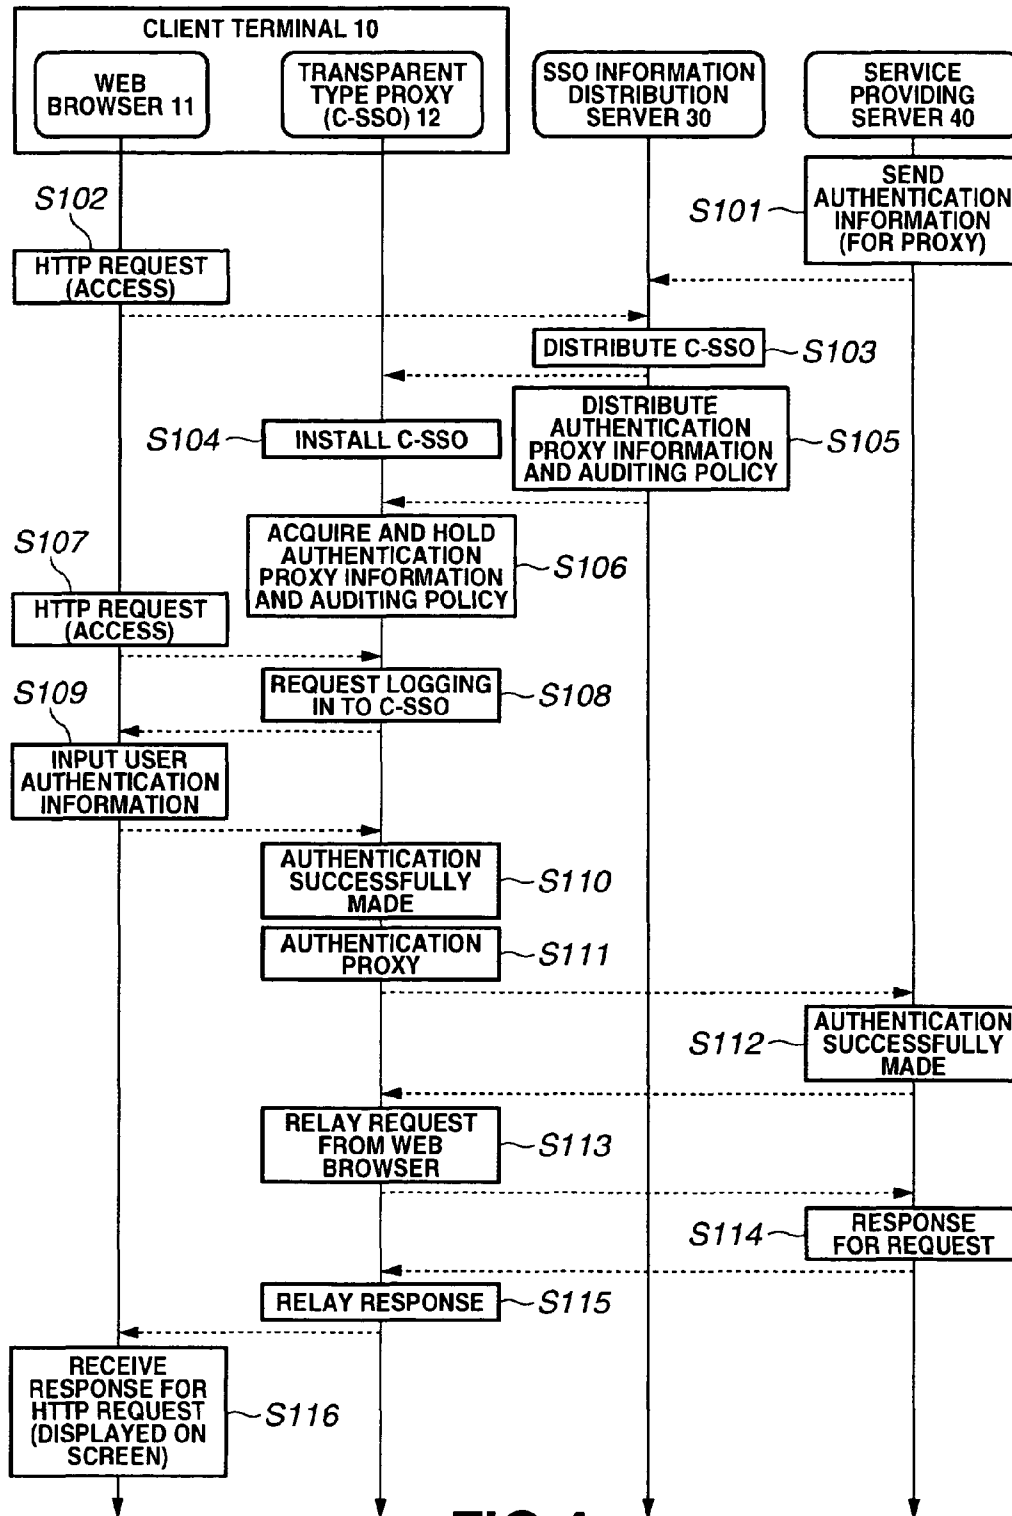 CLIENT TERMINAL 10
WEB
BROWSER 11
TRANSPARENT
TYPE PROXY
(C-SSO) 12
SSO INFORMATION
DISTRIBUTION
SERVER 30
SERVICE
PROVIDING
SERVER 40
S101
SEND
AUTHENTICATION
INFORMATION
(FOR PROXY)
S102
HTTP REQUEST
(ACCESS)
DISTRIBUTE C-SSO
S103
S104
INSTALL C-SSO
DISTRIBUTE
AUTHENTICATION
PROXY INFORMATION
AND AUDITING POLICY
S105
ACQUIRE AND HOLD
AUTHENTICATION
PROXY INFORMATION
AND AUDITING POLICY
S106
S107
HTTP REQUEST
(ACCESS)
REQUEST LOGGING
IN TO C-SSO
S108
S109
INPUT USER
AUTHENTICATION
INFORMATION
AUTHENTICATION
SUCCESSFULLY
MADE
S110
AUTHENTICATION
PROXY
S111
S112
AUTHENTICATION
SUCCESSFULLY
MADE
RELAY REQUEST
FROM WEB
BROWSER
S113
S114
RESPONSE
FOR REQUEST
RELAY RESPONSE
S115
RECEIVE
RESPONSE FOR
HTTP REQUEST
(DISPLAYED ON
SCREEN)
S116